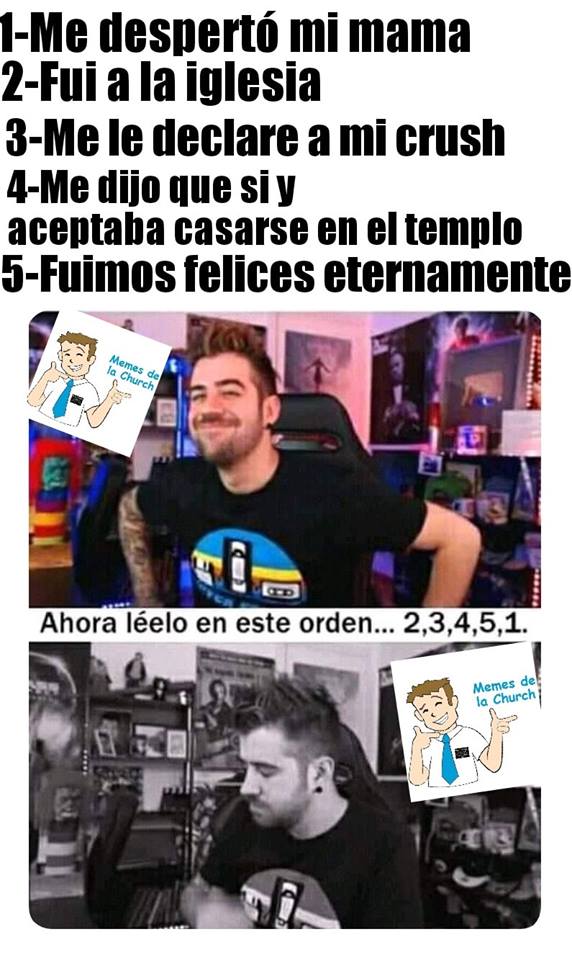 1-Me despertó mi mama
2-Fui a la iglesia
3-Me le declare a mi crush
4-Me dijo que si y
aceptaba casarse en el templo
5-Fuimos felices eternamente
Memes de
la Church
Ahora léelo en este orden... 2,3,4,5,1.
Memes de
la Church